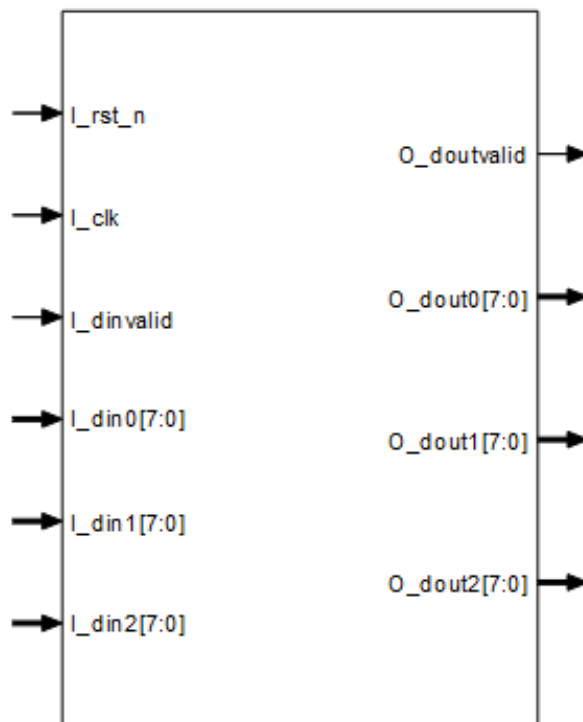 I_rst_n
O_doutvalid
I_clk
O_dout0[7:0]
I_dinvalid
I_din0[7:0]
O_dout1[7:0]
I_din1[7:0]
O_dout2[7:0]
I_din2[7:0]